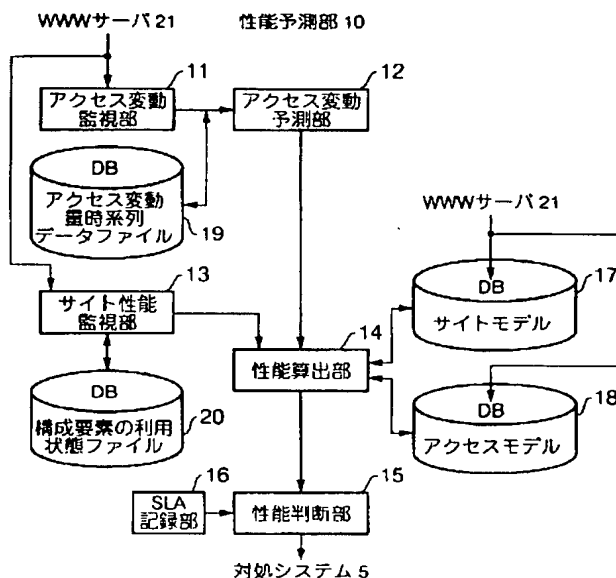 WWWサーバ 21
性能予測部 10
11
アクセス変動
監視部
12
アクセス変動
予測部
DB
アクセス変動
量時系列
データファイル
19
13
サイト性能
監視部
DB
構成要素の利用
状態ファイル
20
WWWサーバ 21
DB
サイトモデル
17
14
性能算出部
DB
アクセスモデル
18
16
SLA
記録部
15
性能判断部
対処システム 5